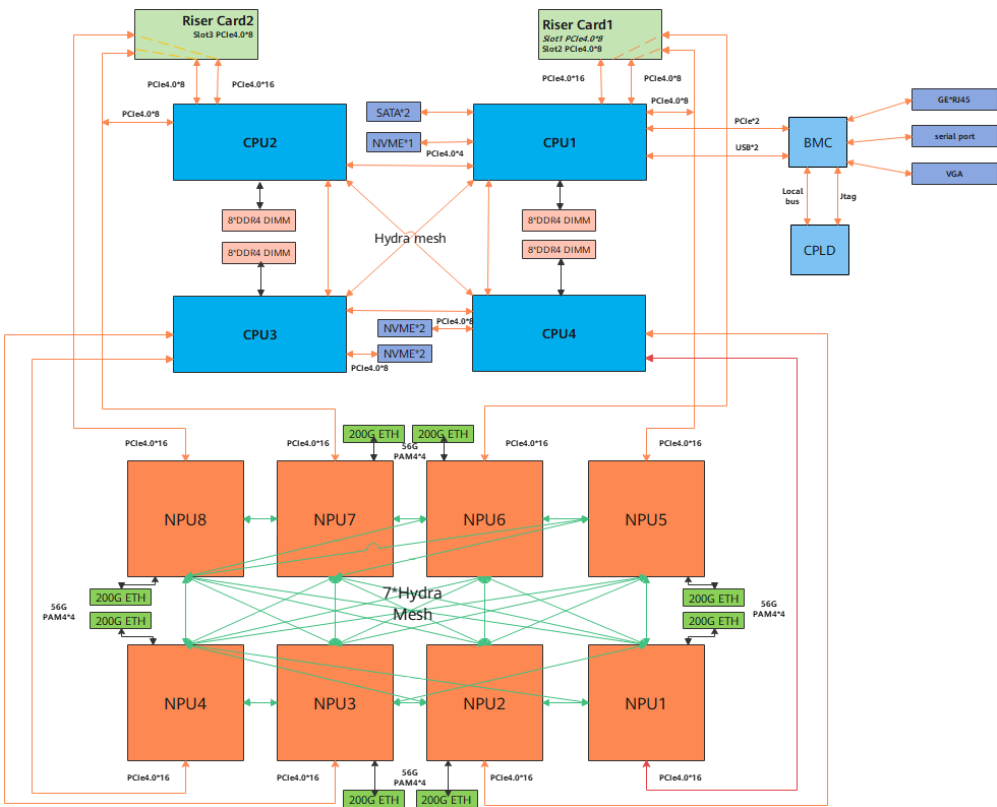 Riser Card2
Slot3 PCIe4.0*8
Riser Card1
Slot1 PCIe4.0*8
Slot2 PCIe4.0*8
PCIe4.0*8
PCIe4.0*16
PCIe4.0*16
PCIe4.0*8
PCIe4.0*8
PCIe4.0*8
CPU2
SATA*2
NVME*1
PCIe4.0*4
CPU1
PCIe*2
USB*2
BMC
GE*RJ45
serial port
VGA
Local
bus
Jtag
CPLD
8*DDR4 DIMM
8*DDR4 DIMM
Hydra mesh
8*DDR4 DIMM
8*DDR4 DIMM
CPU3
PCIe4.0*8
NVME*2
NVME*2
PCIe4.0*8
CPU4
PCIe4.0*16
PCIe4.0*16
200G ETH
200G ETH
56G
PAM4*4
PCIe4.0*16
PCIe4.0*16
NPU8
NPU7
NPU6
NPU5
200G ETH
200G ETH
56G
PAM4*4
7*Hydra
Mesh
200G ETH
200G ETH
56G
PAM4*4
NPU4
NPU3
NPU2
NPU1
PCIe4.0*16
PCIe4.0*16
56G
PAM4*4
PCIe4.0*16
PCIe4.0*16
200G ETH
200G ETH